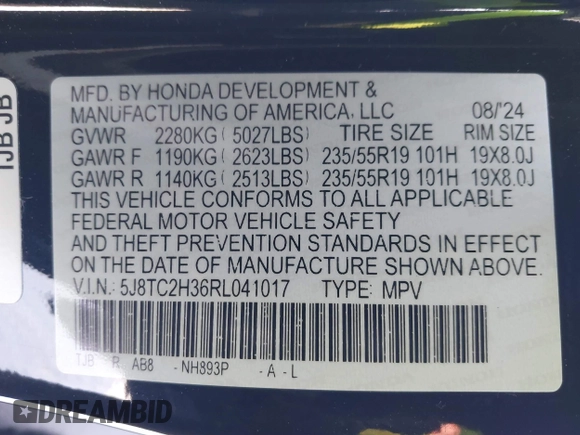 TJB JB
MFD. BY HONDA DEVELOPMENT &
MANUFACTURING OF AMERICA, LLC 08/'24
GVWR 2280KG ( 5027LBS) TIRE SIZE RIM SIZE
GAWR F 1190KG ( 2623LBS) 235/55R19 101H 19X8.0J
GAWR R 1140KG ( 2513LBS) 235/55R19 101H 19X8.0J
THIS VEHICLE CONFORMS TO ALL APPLICABLE
FEDERAL MOTOR VEHICLE SAFETY
AND THEFT PREVENTION STANDARDS IN EFFECT
ON THE DATE OF MANUFACTURE SHOWN ABOVE.
V.I.N.: 5J8TC2H36RL041017 TYPE: MPV
TJB R AB8 -NH893P -A -L
DREAMBID